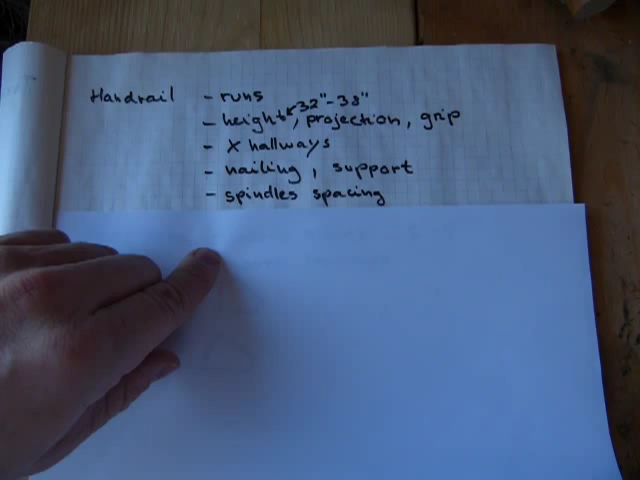 Handrail - runs
32"-38"
- height, projection, grip
- x hallways
- nailing, support
- spindles spacing